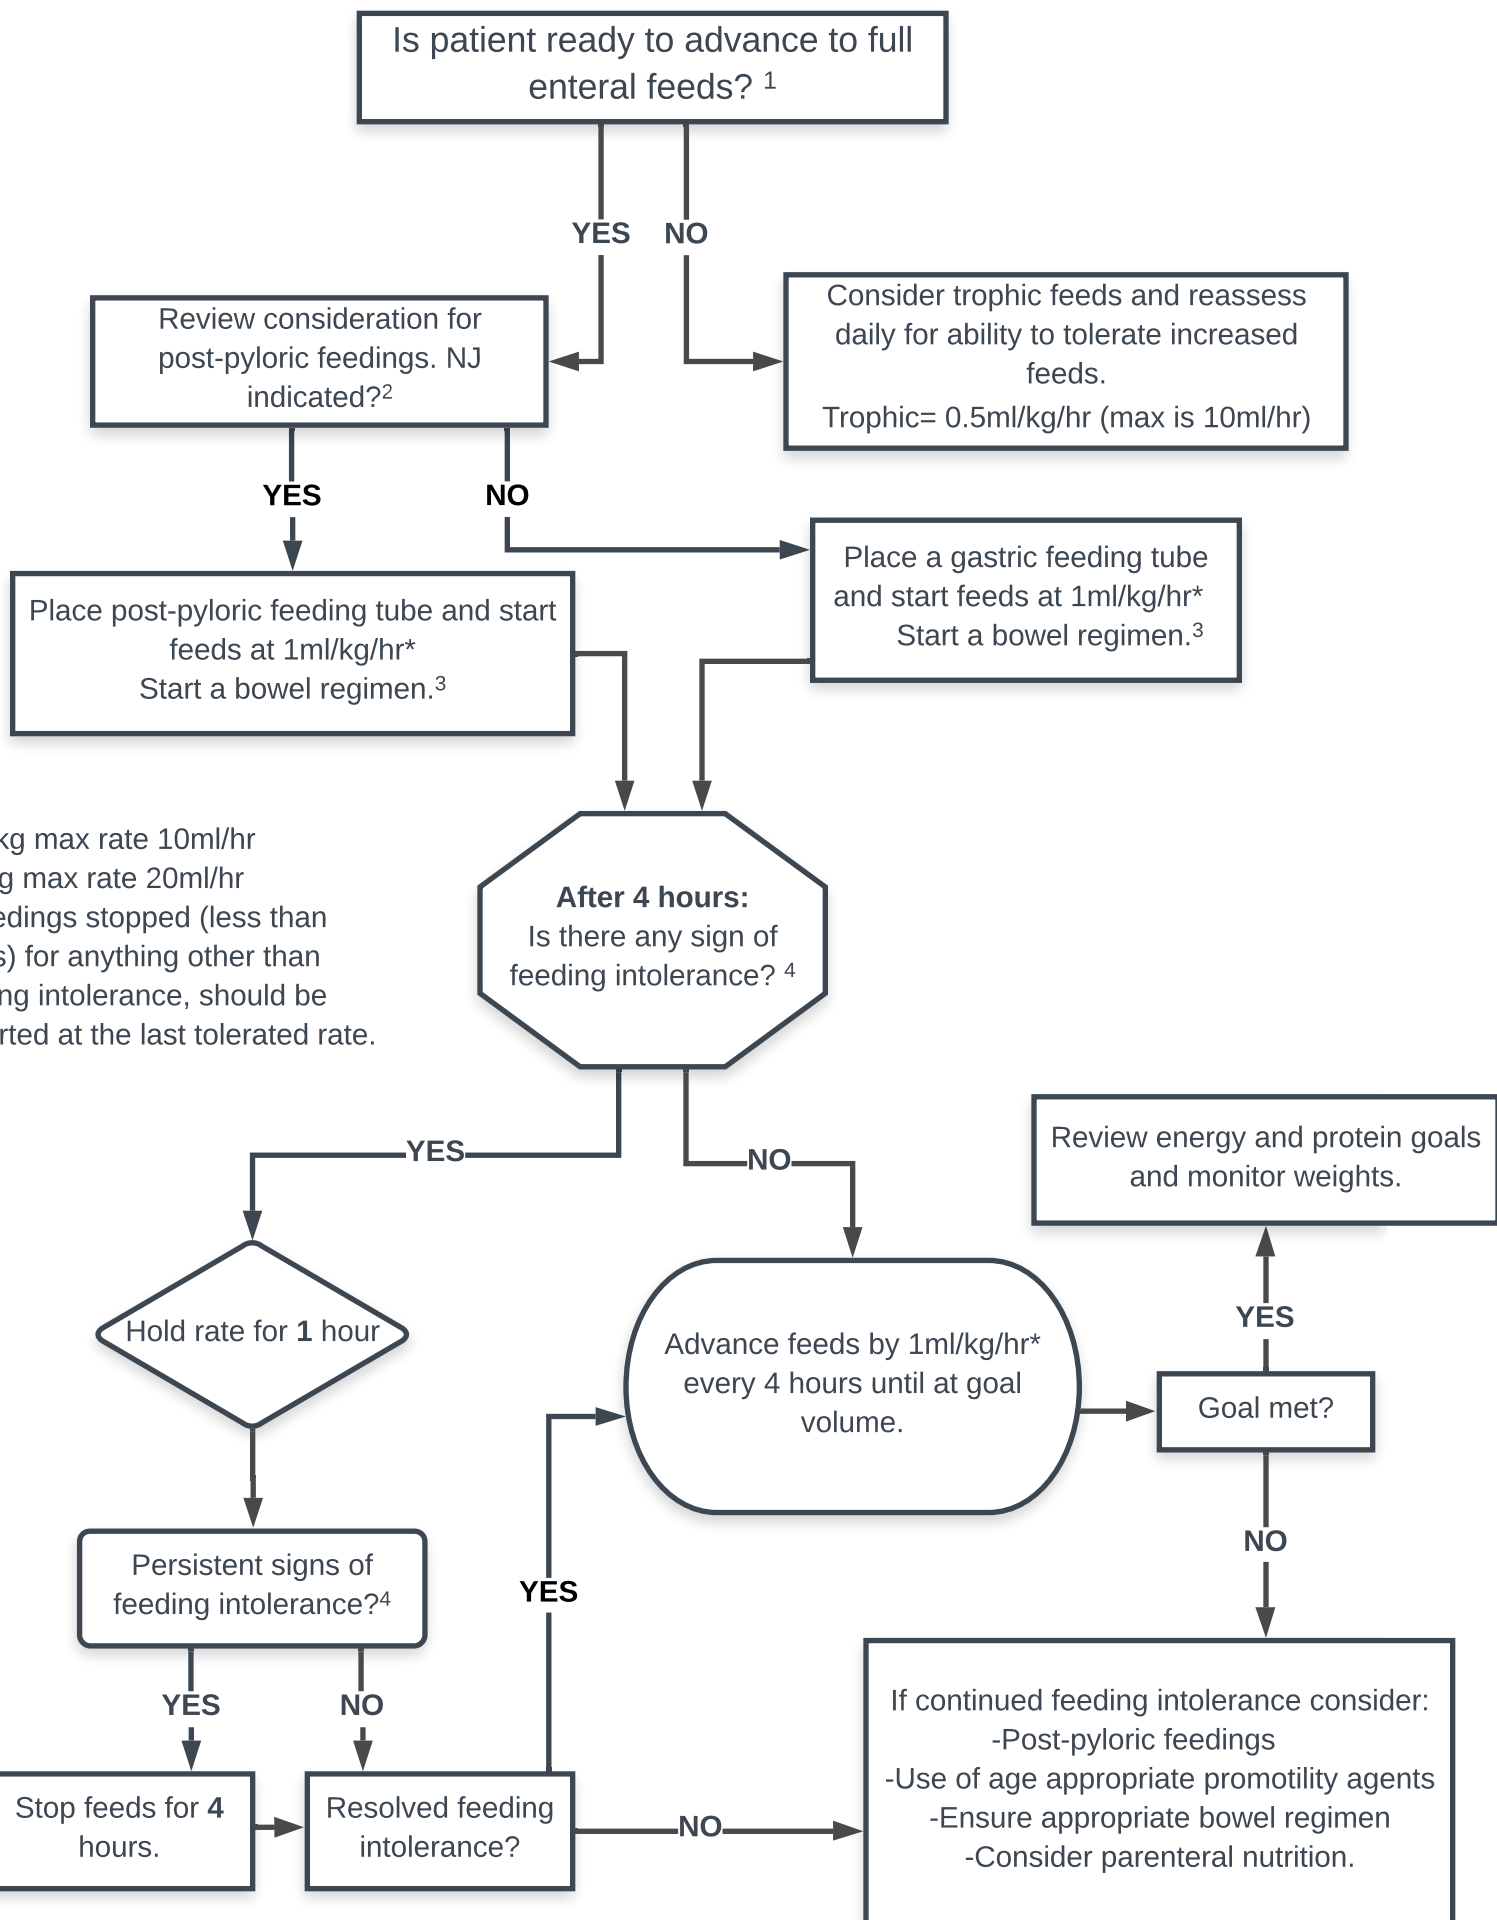 Is patient ready to advance to full
enteral feeds? 1
YES NO
Review consideration for
post-pyloric feedings. NJ
indicated?2
Consider trophic feeds and reassess
daily for ability to tolerate increased
feeds.
Trophic= 0.5ml/kg/hr (max is 10ml/hr)
YES NO
Place post-pyloric feeding tube and start
feeds at 1ml/kg/hr*
Start a bowel regimen.3
Place a gastric feeding tube
and start feeds at 1ml/kg/hr*
Start a bowel regimen.3
kg max rate 10ml/hr
g max rate 20ml/hr
edings stopped (less than
s) for anything other than
ng intolerance, should be
rted at the last tolerated rate.
After 4 hours:
Is there any sign of
feeding intolerance? 4
YES
NO
Review energy and protein goals
and monitor weights.
Hold rate for 1 hour
Advance feeds by 1ml/kg/hr*
every 4 hours until at goal
volume.
YES
Goal met?
NO
Persistent signs of
feeding intolerance?4
YES
YES NO
Stop feeds for 4
hours.
Resolved feeding
intolerance?
NO
If continued feeding intolerance consider:
-Post-pyloric feedings
-Use of age appropriate promotility agents
-Ensure appropriate bowel regimen
-Consider parenteral nutrition.